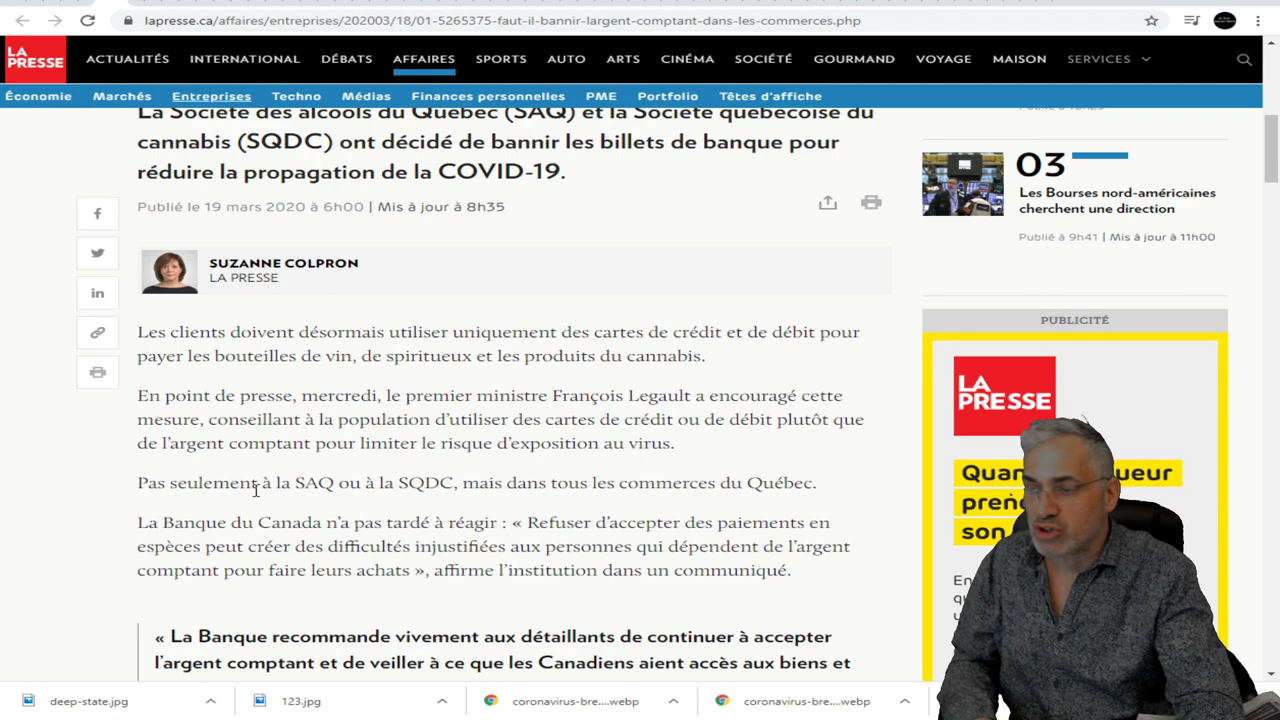 lapresse.ca/affaires/entreprises/202003/18/01-5265375-faut-il-bannir-largent-comptant-dans-les-commerces.php
LA PRESSE
ACTUALITÉS INTERNATIONAL DÉBATS AFFAIRES SPORTS AUTO ARTS CINÉMA SOCIÉTÉ GOURMAND VOYAGE MAISON SERVICES
Économie Marchés Entreprises Techno Médias Finances personnelles PME Portfolio Têtes d'affiche
La Société des alcools du Québec (SAQ) et la Société québécoise du
cannabis (SQDC) ont décidé de bannir les billets de banque pour
réduire la propagation de la COVID-19.
Publié le 19 mars 2020 à 6h00 | Mis à jour à 8h35
SUZANNE COLPRON
LA PRESSE
Les clients doivent désormais utiliser uniquement des cartes de crédit et de débit pour
payer les bouteilles de vin, de spiritueux et les produits du cannabis.
En point de presse, mercredi, le premier ministre François Legault a encouragé cette
mesure, conseillant à la population d'utiliser des cartes de crédit ou de débit plutôt que
de l'argent comptant pour limiter le risque d'exposition au virus.
Pas seulement à la SAQ ou à la SQDC, mais dans tous les commerces du Québec.
La Banque du Canada n'a pas tardé à réagir : « Refuser d'accepter des paiements en
espèces peut créer des difficultés injustifiées aux personnes qui dépendent de l'argent
comptant pour faire leurs achats », affirme l'institution dans un communiqué.
« La Banque recommande vivement aux détaillants de continuer à accepter
l'argent comptant et de veiller à ce que les Canadiens aient accès aux biens et
03
Les Bourses nord-américaines
cherchent une direction
Publié à 9h41 | Mis à jour à 11h00
PUBLICITÉ
LA
PRESSE
son
deep-state.jpg
123.jpg
coronavirus-bre....webp
coronavirus-bre....webp